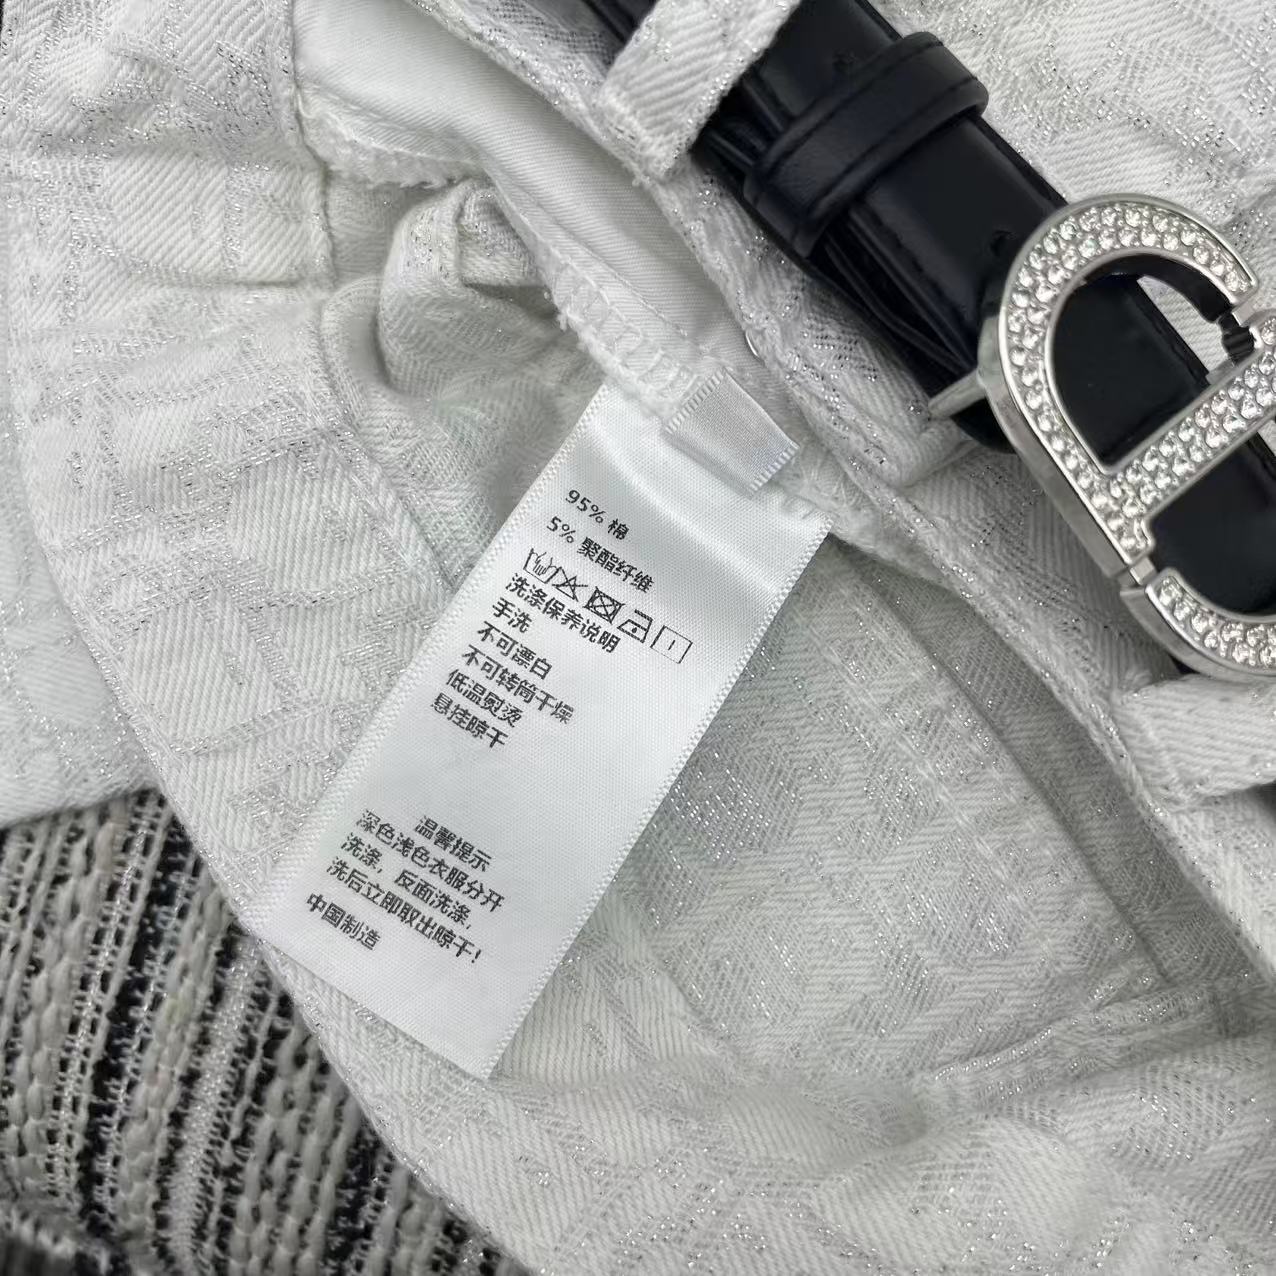 95% 棉
5% 聚酯纤维
洗涤保养说明
手洗
不可漂白
不可转筒干燥
低温熨烫
悬挂晾干
温馨提示
深色浅色衣服分开
洗涤，反面洗涤，
洗后立即取出晾干！
中国制造